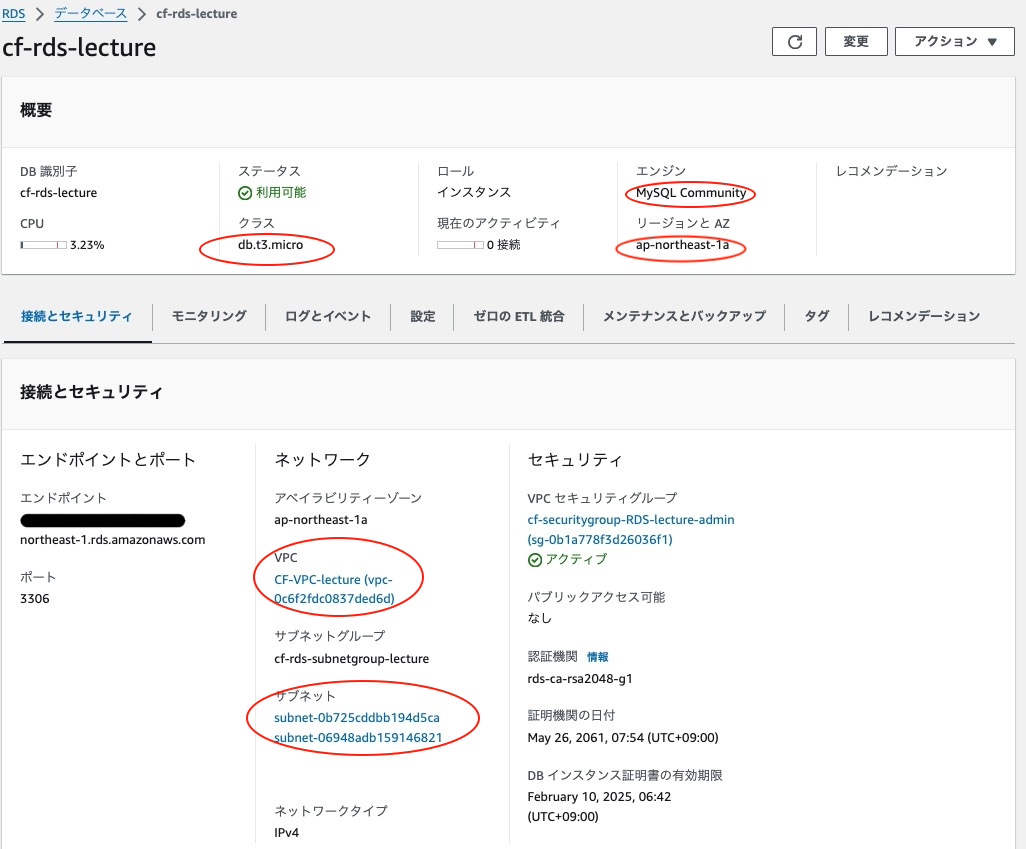 RDS > データベース > cf-rds-lecture
cf-rds-lecture
変更
アクション ▼
概要
DB 識別子
cf-rds-lecture
CPU
3.23%
ステータス
利用可能
クラス
db.t3.micro
ロール
インスタンス
現在のアクティビティ
0 接続
エンジン
MySQL Community
リージョンと AZ
ap-northeast-1a
レコメンデーション
接続とセキュリティ
モニタリング
ログとイベント
設定
ゼロの ETL 統合
メンテナンスとバックアップ
タグ
レコメンデーション
接続とセキュリティ
エンドポイントとポート
エンドポイント
northeast-1.rds.amazonaws.com
ポート
3306
ネットワーク
アベイラビリティーゾーン
ap-northeast-1a
VPC
CF-VPC-lecture (vpc-
0c6f2fdc0837ded6d)
サブネットグループ
cf-rds-subnetgroup-lecture
サブネット
subnet-0b725cddbb194d5ca
subnet-06948adb159146821
ネットワークタイプ
IPv4
セキュリティ
VPC セキュリティグループ
cf-securitygroup-RDS-lecture-admin
(sg-0b1a778f3d26036f1)
アクティブ
パブリックアクセス可能
なし
認証機関 情報
rds-ca-rsa2048-g1
証明機関の日付
May 26, 2061, 07:54 (UTC+09:00)
DB インスタンス証明書の有効期限
February 10, 2025, 06:42
(UTC+09:00)